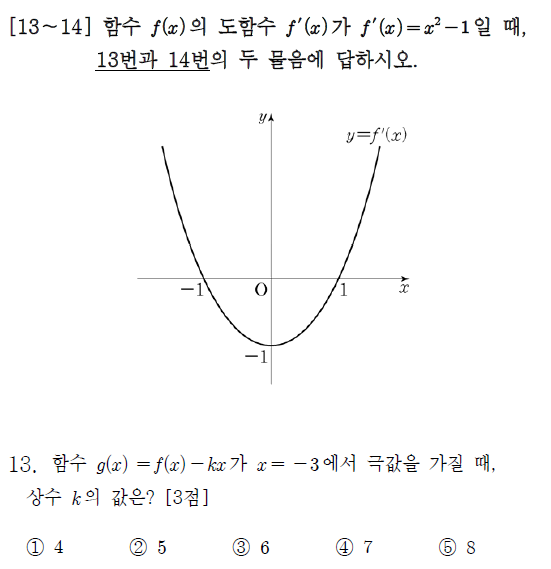 [13~14] 함수 f(x)의 도함수 f′(x)가 f′(x)=x²−1일 때,
13번과 14번의 두 물음에 답하시오.
y
y=f′(x)
−1
O
1
x
−1
13. 함수 g(x)=f(x)−kx가 x=−3에서 극값을 가질 때,
상수 k의 값은? [3점]
① 4 ② 5 ③ 6 ④ 7 ⑤ 8